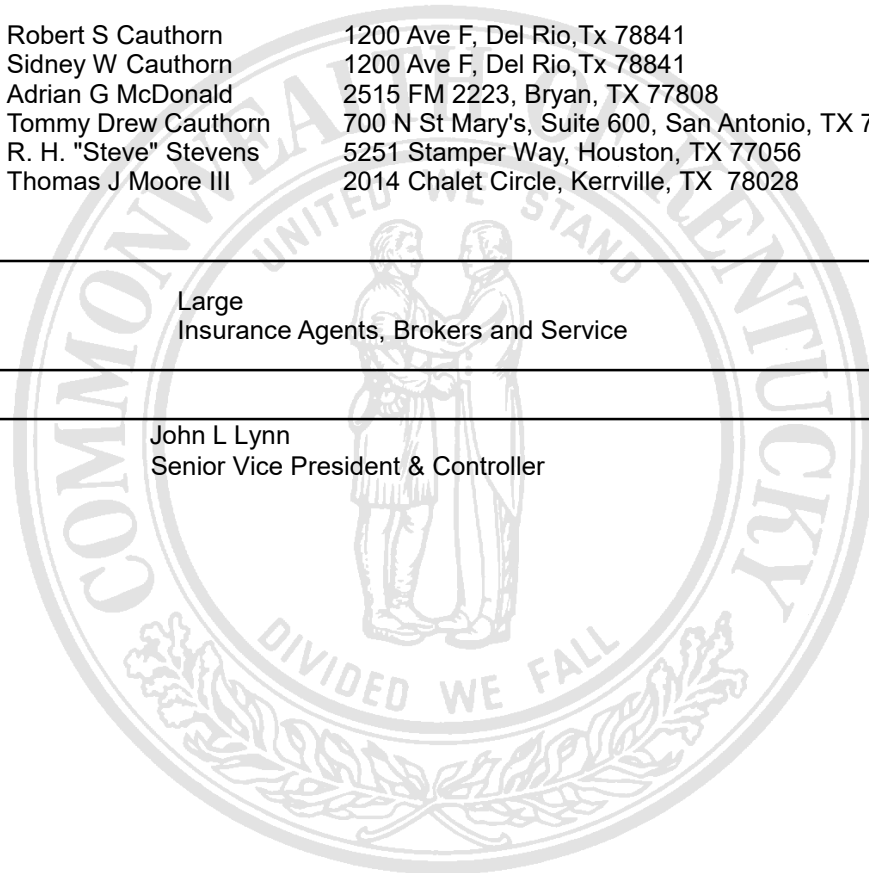 Robert S Cauthorn 1200 Ave F, Del Rio,Tx 78841
Sidney W Cauthorn 1200 Ave F, Del Rio,Tx 78841
Adrian G McDonald 2515 FM 2223, Bryan, TX 77808
Tommy Drew Cauthorn 700 N St Mary's, Suite 600, San Antonio, TX 7
R. H. "Steve" Stevens 5251 Stamper Way, Houston, TX 77056
Thomas J Moore III 2014 Chalet Circle, Kerrville, TX 78028
COMMONWEALTH OF KENTUCKY
UNITED WE STAND
Large
Insurance Agents, Brokers and Service
John L Lynn
Senior Vice President & Controller
DIVIDED WE FALL